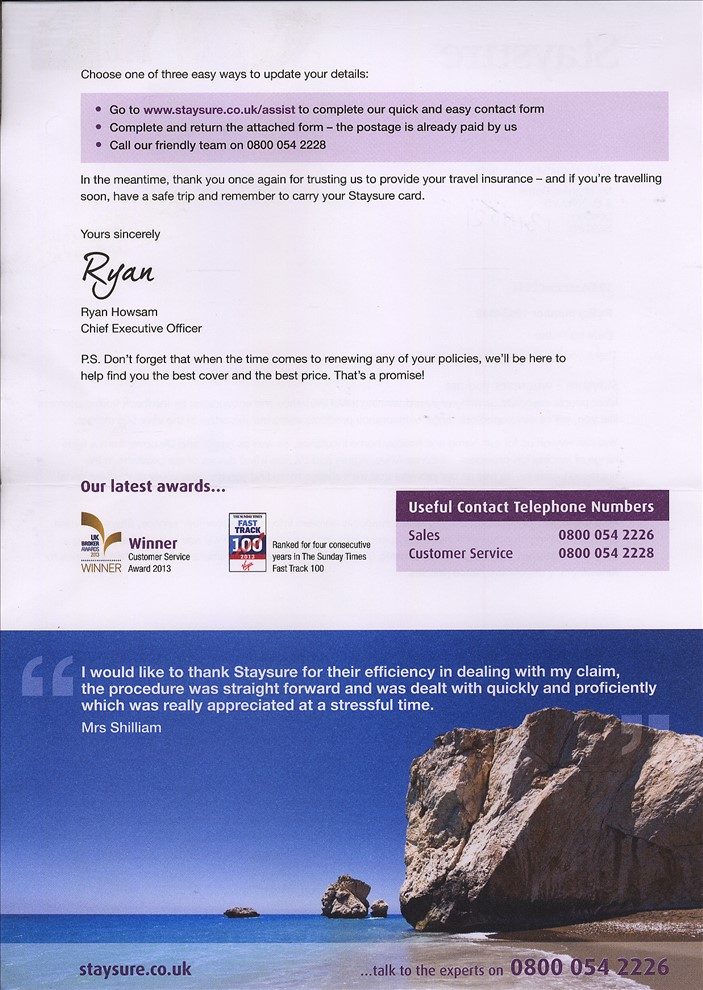 Choose one of three easy ways to update your details:
• Go to www.staysure.co.uk/assist to complete our quick and easy contact form
• Complete and return the attached form – the postage is already paid by us
• Call our friendly team on 0800 054 2228
In the meantime, thank you once again for trusting us to provide your travel insurance – and if you're travelling
soon, have a safe trip and remember to carry your Staysure card.
Yours sincerely
Ryan
Ryan Howsam
Chief Executive Officer
P.S. Don't forget that when the time comes to renewing any of your policies, we'll be here to
help find you the best cover and the best price. That's a promise!
Our latest awards...
UK
BROKER
AWARDS
2013
WINNER
Winner
Customer Service
Award 2013
THE SUNDAY TIMES
FAST
TRACK
100
2013
Virgin
Ranked for four consecutive
years in The Sunday Times
Fast Track 100
Useful Contact Telephone Numbers
Sales 0800 054 2226
Customer Service 0800 054 2228
“I would like to thank Staysure for their efficiency in dealing with my claim,
the procedure was straight forward and was dealt with quickly and proficiently
which was really appreciated at a stressful time.”
Mrs Shilliam
staysure.co.uk
...talk to the experts on 0800 054 2226